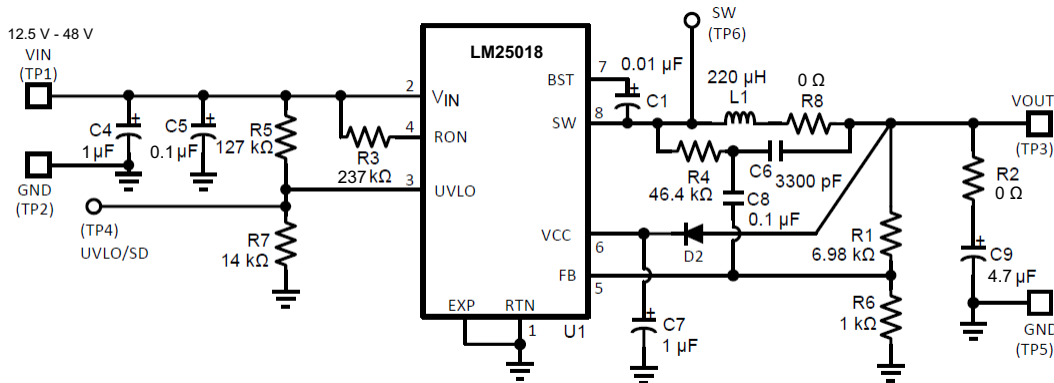 12.5 V - 48 V
VIN
(TP1)
GND
(TP2)
C4
1 µF
C5
0.1 µF
R5
127 kΩ
R3
237 kΩ
(TP4)
UVLO/SD
R7
14 kΩ
LM25018
2
VIN
4
RON
3
UVLO
BST
7
SW
8
VCC
6
FB
5
EXP
RTN
1
U1
0.01 µF
C1
SW
(TP6)
220 µH
L1
0 Ω
R8
R4
46.4 kΩ
C6
3300 pF
C8
0.1 µF
D2
C7
1 µF
R1
6.98 kΩ
R6
1 kΩ
VOUT
(TP3)
R2
0 Ω
C9
4.7 µF
GND
(TP5)